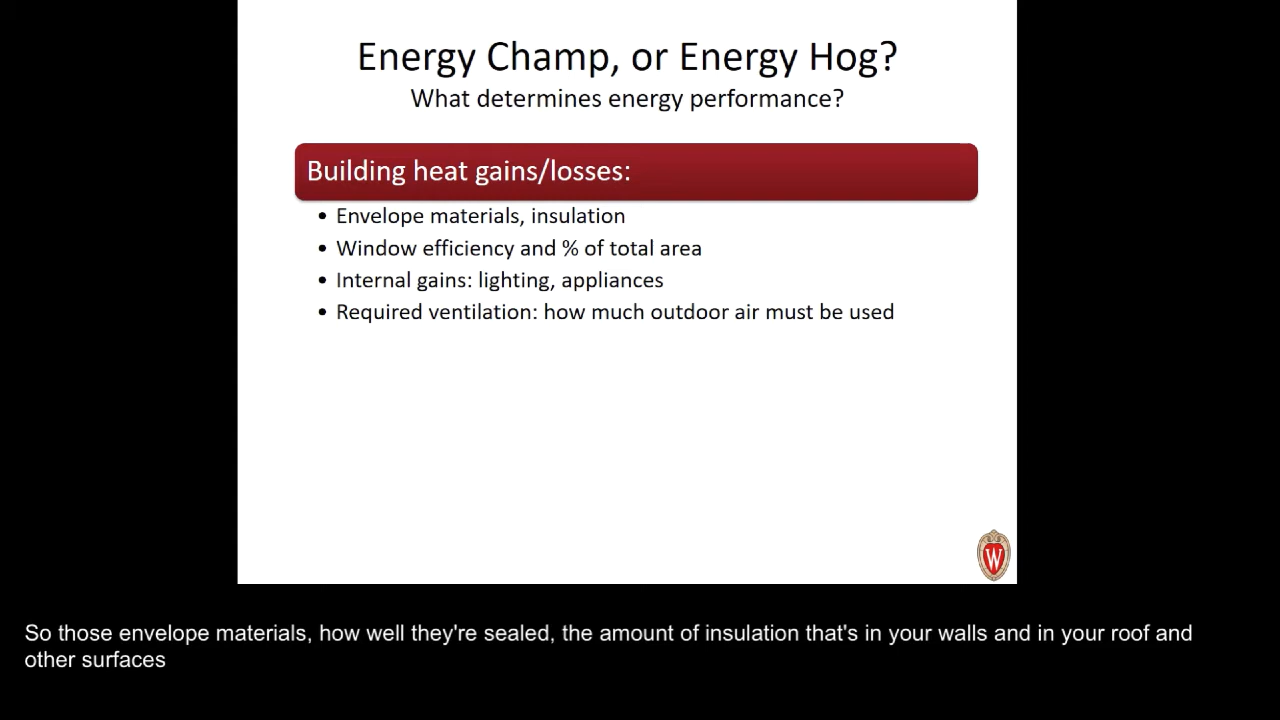 Energy Champ, or Energy Hog?
What determines energy performance?
Building heat gains/losses:
• Envelope materials, insulation
• Window efficiency and % of total area
• Internal gains: lighting, appliances
• Required ventilation: how much outdoor air must be used
W
So those envelope materials, how well they're sealed, the amount of insulation that's in your walls and in your roof and
other surfaces